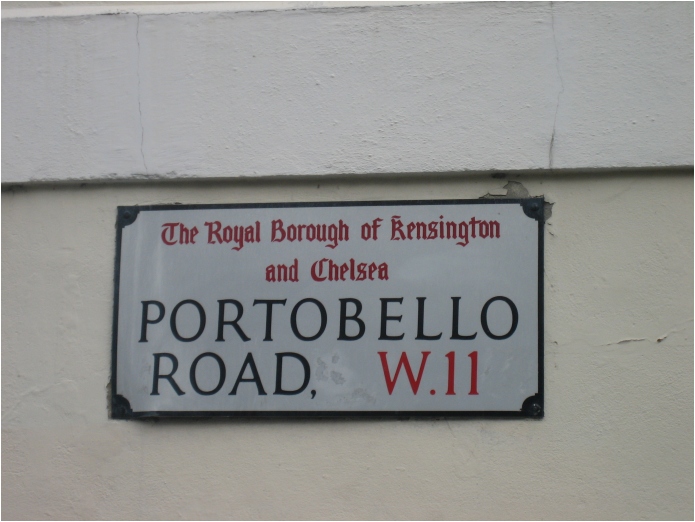 The Royal Borough of Kensington
and Chelsea
PORTOBELLO
ROAD, W.11